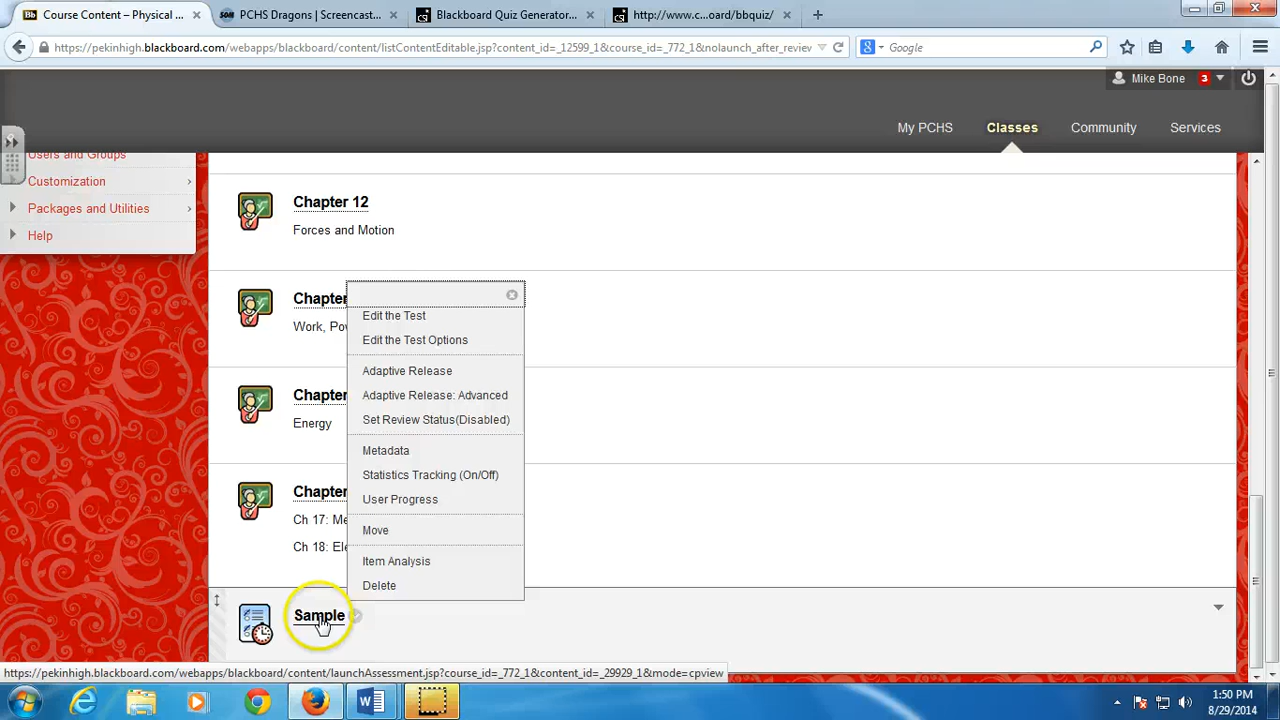 Course Content – Physical ...
PCHS Dragons | Screencast...
Blackboard Quiz Generator...
http://www.c...oard/bbquiz/
https://pekinhigh.blackboard.com/webapps/blackboard/content/listContentEditable.jsp?content_id=_12599_1&course_id=_772_1&nolaunch_after_review
Google
Mike Bone 3
My PCHS
Classes
Community
Services
Users and Groups
Customization
Packages and Utilities
Help
Chapter 12
Forces and Motion
Chapter
Work, Pov
Chapter
Energy
Chapter
Ch 17: Me
Ch 18: Ele
Edit the Test
Edit the Test Options
Adaptive Release
Adaptive Release: Advanced
Set Review Status(Disabled)
Metadata
Statistics Tracking (On/Off)
User Progress
Move
Item Analysis
Delete
Sample
https://pekinhigh.blackboard.com/webapps/blackboard/content/launchAssessment.jsp?course_id=_772_1&content_id=_29929_1&mode=cpview
1:50 PM
8/29/2014